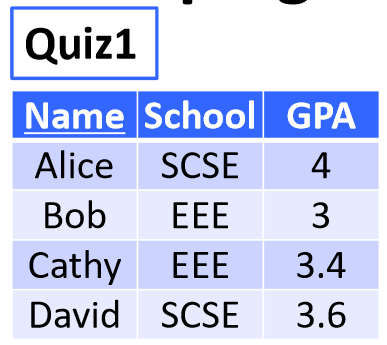 Quiz1
Name School GPA
Alice SCSE 4
Bob EEE 3
Cathy EEE 3.4
David SCSE 3.6